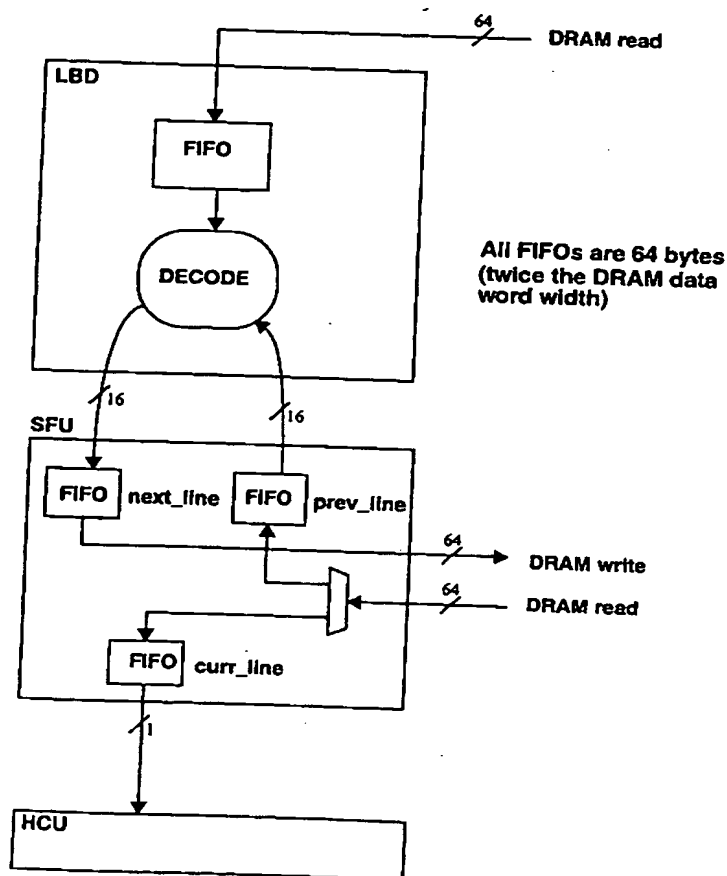 64
DRAM read
LBD
FIFO
DECODE
All FIFOs are 64 bytes
(twice the DRAM data
word width)
16
16
SFU
FIFO next_line
FIFO prev_line
64
DRAM write
64
DRAM read
FIFO curr_line
1
HCU